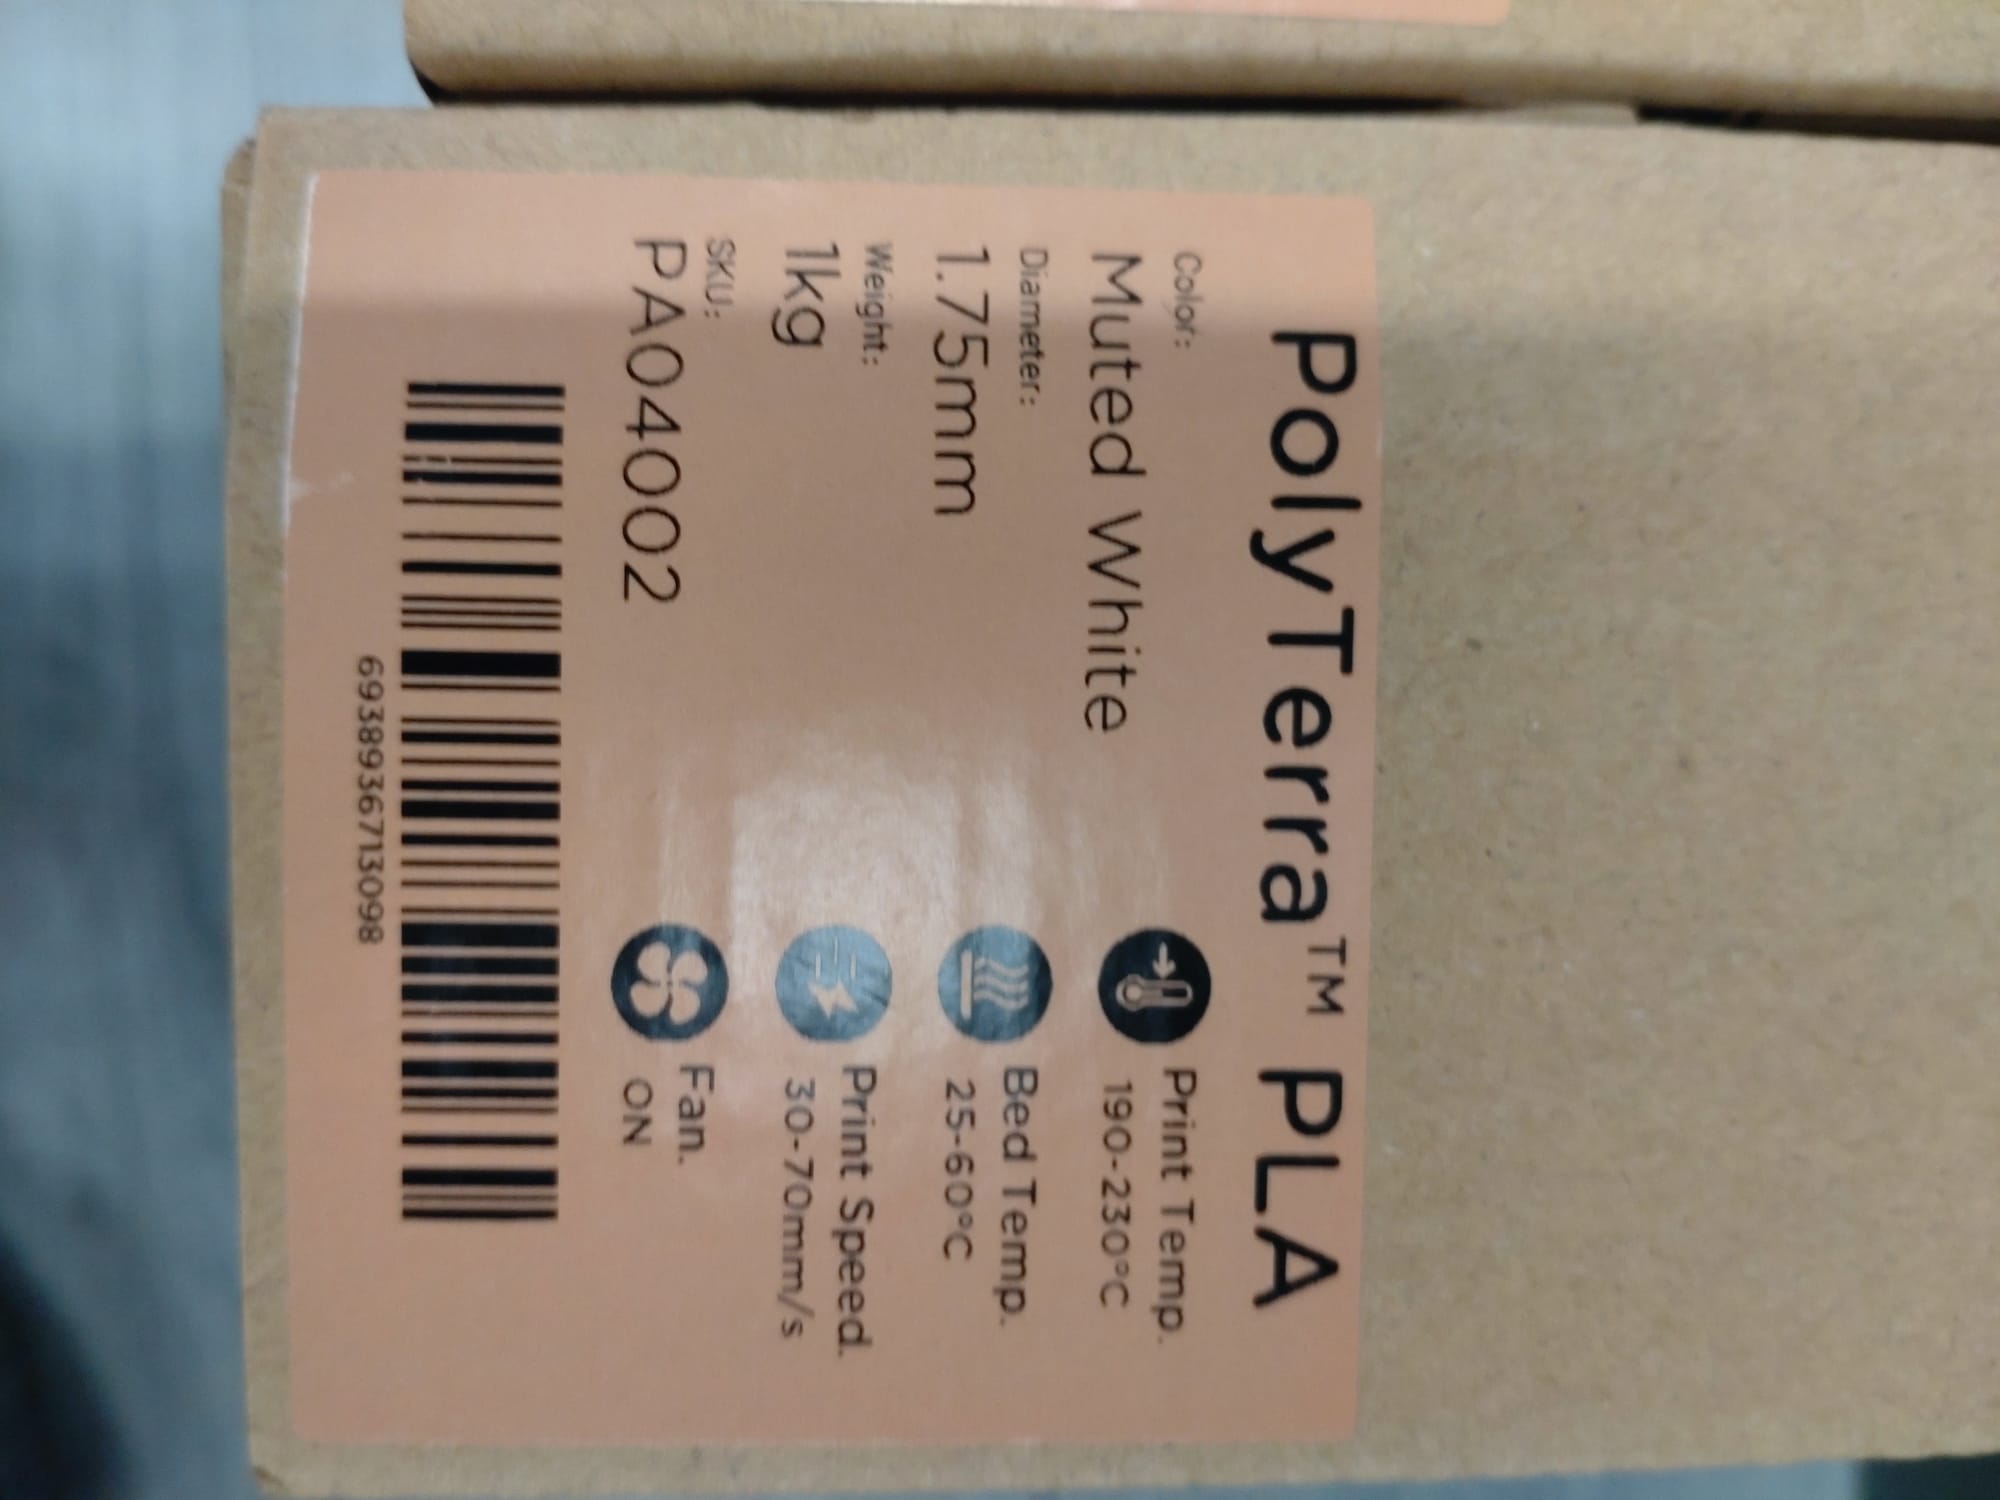 PolyTerra™ PLA
Color:
Muted White
Diameter:
1.75mm
Weight:
1kg
SKU:
PA04002
Print Temp.
190-230°C
Bed Temp.
25-60°C
Print Speed.
30-70mm/s
Fan.
ON
6938936713098